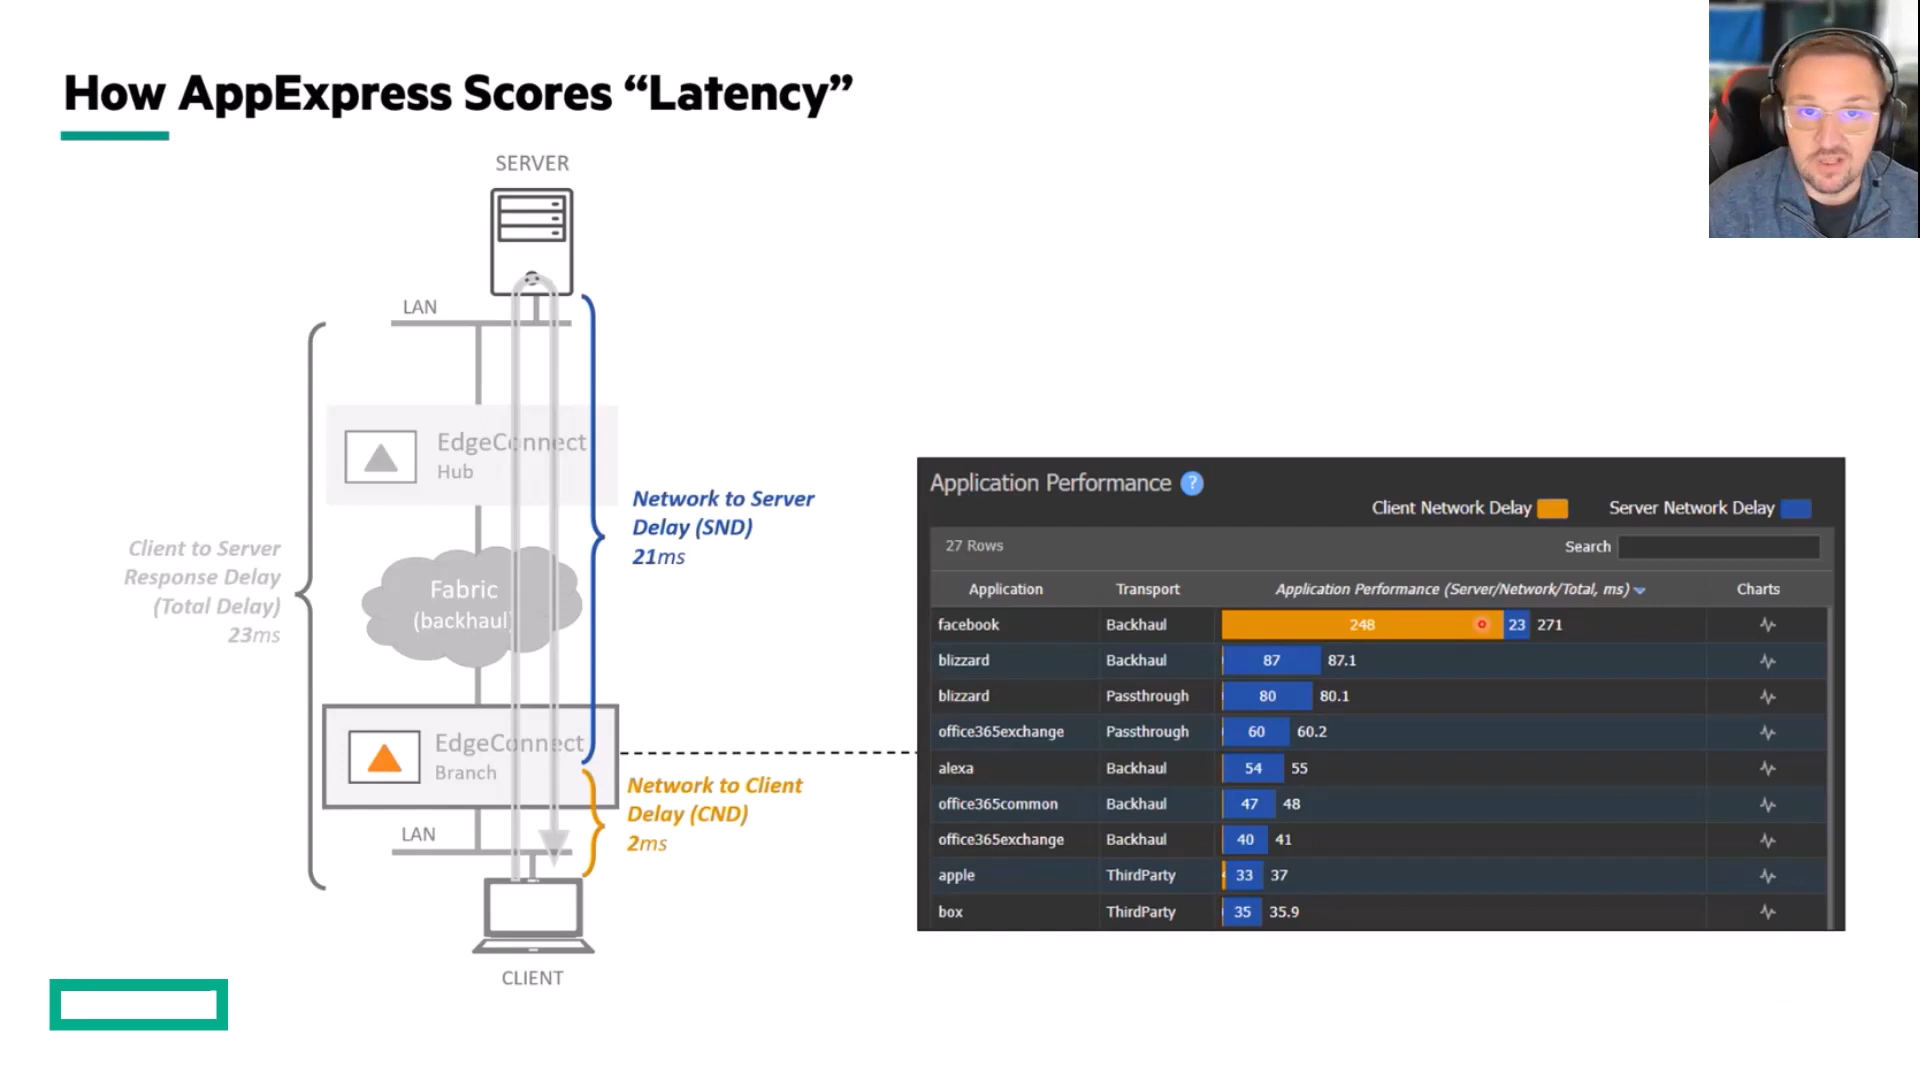 How AppExpress Scores “Latency”
SERVER
LAN
EdgeConnect
Hub
Network to Server
Delay (SND)
21ms
Client to Server
Response Delay
(Total Delay)
23ms
Fabric
(backhaul)
EdgeConnect
Branch
Network to Client
Delay (CND)
2ms
LAN
CLIENT
Application Performance ?
Client Network Delay Server Network Delay
27 Rows Search
Application Transport Application Performance (Server/Network/Total, ms) Charts
facebook Backhaul 248 23 271
blizzard Backhaul 87 87.1
blizzard Passthrough 80 80.1
office365exchange Passthrough 60 60.2
alexa Backhaul 54 55
office365common Backhaul 47 48
office365exchange Backhaul 40 41
apple ThirdParty 33 37
box ThirdParty 35 35.9